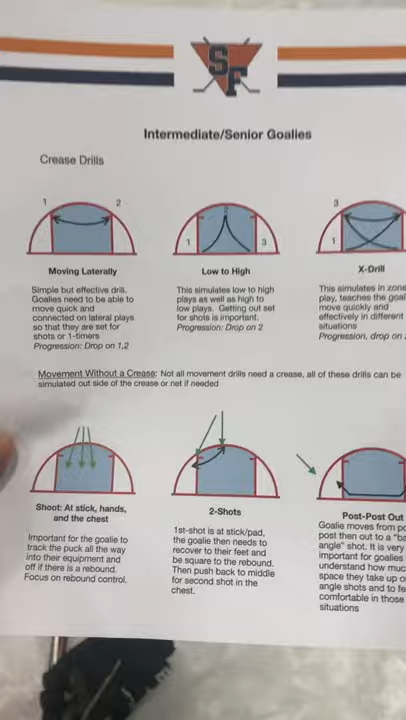 SF
Intermediate/Senior Goalies
Crease Drills
1 2
1 2 3
3
1
Moving Laterally
Simple but effective drill.
Goalies need to be able to
move quick and
connected on lateral plays
so that they are set for
shots or 1-timers
Progression: Drop on 1,2
Low to High
This simulates low to high
plays as well as high to
low plays. Getting out set
for shots is important.
Progression: Drop on 2
X-Drill
This simulates in zone
play, teaches the goal
move quickly and
effectively in different
situations
Progression, drop on
Movement Without a Crease: Not all movement drills need a crease, all of these drills can be
simulated out side of the crease or net if needed
Shoot: At stick, hands,
and the chest
Important for the goalie to
track the puck all the way
into their equipment and
off if there is a rebound.
Focus on rebound control.
2-Shots
1st-shot is at stick/pad,
the goalie then needs to
recover to their feet and
be square to the rebound.
Then push back to middle
for second shot in the
chest.
Post-Post Out
Goalie moves from po
post then out to a "ba
angle" shot. It is very
important for goalies
understand how muc
space they take up o
angle shots and to fe
comfortable in those
situations